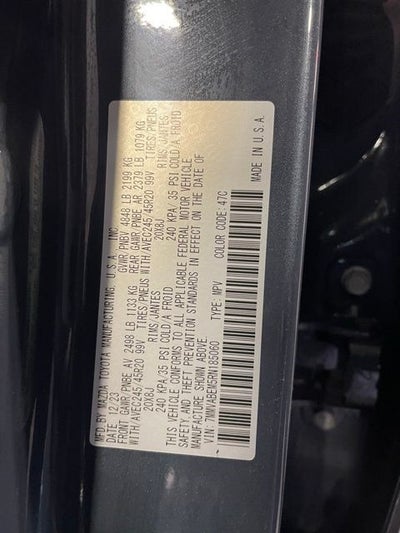 MFD BY MAZDA TOYOTA MANUFACTURING, U.S.A., INC.
DATE 12/23 GVWR/PNBV 4848 LB 2199 KG
FRONT GAWR/PNBE AV 2498 LB 1133 KG REAR GAWR/PNBE AR 2379 LB 1079 KG
WITH/AVEC245/45R20 99V TIRES/PNEUS WITH/AVEC245/45R20 99V TIRES/PNEUS
20X8J RIMS/JANTES 20X8J RIMS/JANTES
240 KPA/35 PSI COLD/A FROID 240 KPA/35 PSI COLD/A FROID
THIS VEHICLE CONFORMS TO ALL APPLICABLE FEDERAL MOTOR VEHICLE
SAFETY, AND THEFT PREVENTION STANDARDS IN EFFECT ON THE DATE OF
MANUFACTURE SHOWN ABOVE.
VIN: TYPE: MPV COLOR CODE: 47C
MADE IN U.S.A.